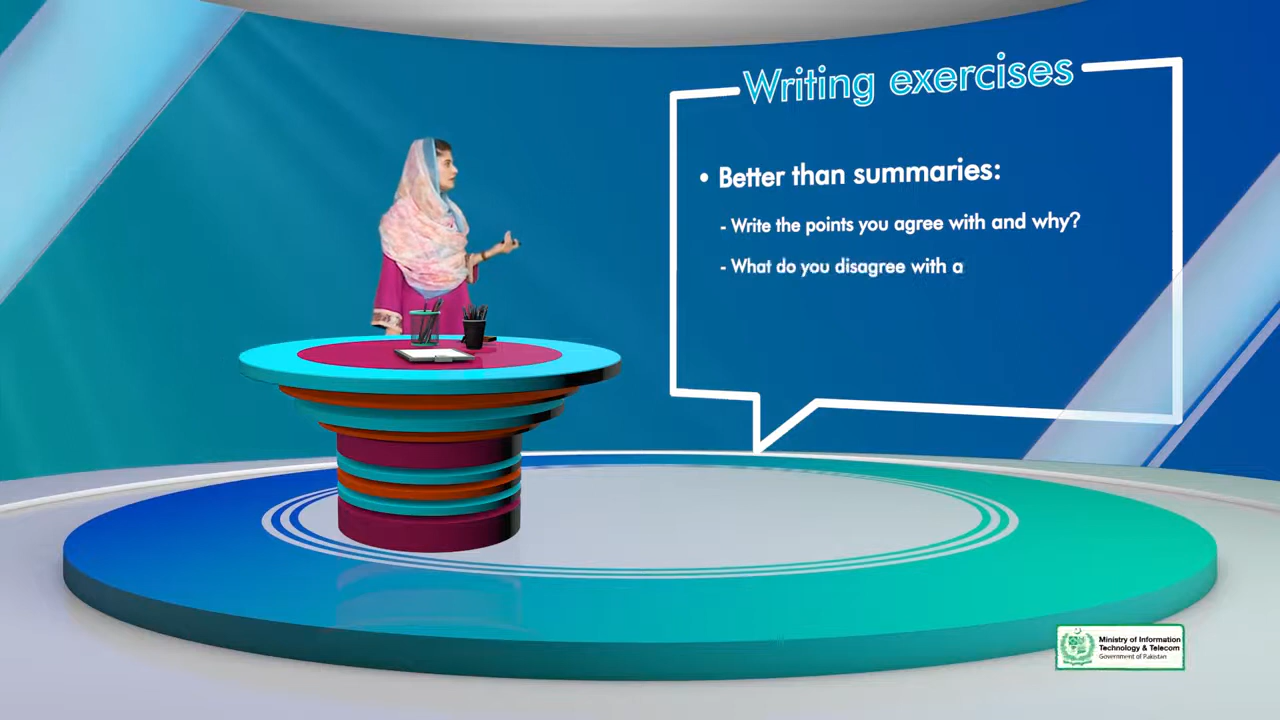 Writing exercises
• Better than summaries:
- Write the points you agree with and why?
- What do you disagree with a
Ministry of Information
Technology & Telecom
Government of Pakistan